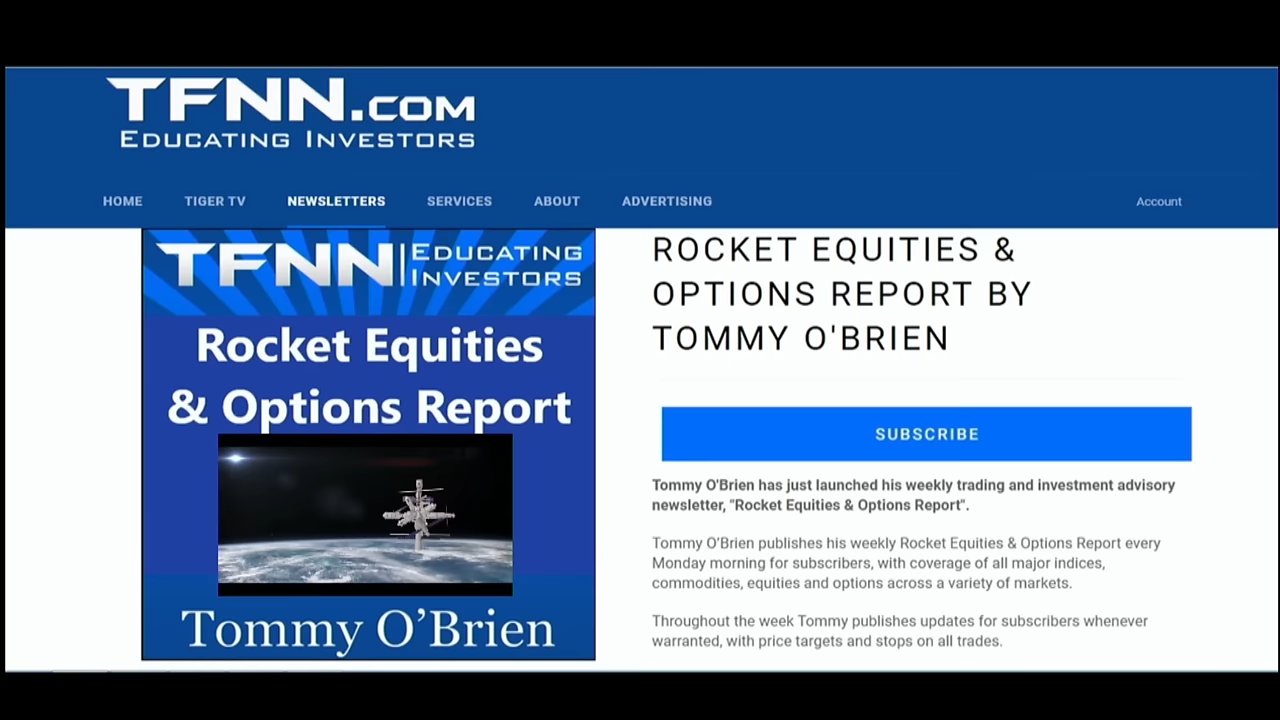 TFNN.COM
EDUCATING INVESTORS
HOME TIGER TV NEWSLETTERS SERVICES ABOUT ADVERTISING Account
TFNN EDUCATING
INVESTORS
Rocket Equities
& Options Report
Tommy O'Brien
ROCKET EQUITIES &
OPTIONS REPORT BY
TOMMY O'BRIEN
SUBSCRIBE
Tommy O'Brien has just launched his weekly trading and investment advisory
newsletter, "Rocket Equities & Options Report".
Tommy O'Brien publishes his weekly Rocket Equities & Options Report every
Monday morning for subscribers, with coverage of all major indices,
commodities, equities and options across a variety of markets.
Throughout the week Tommy publishes updates for subscribers whenever
warranted, with price targets and stops on all trades.